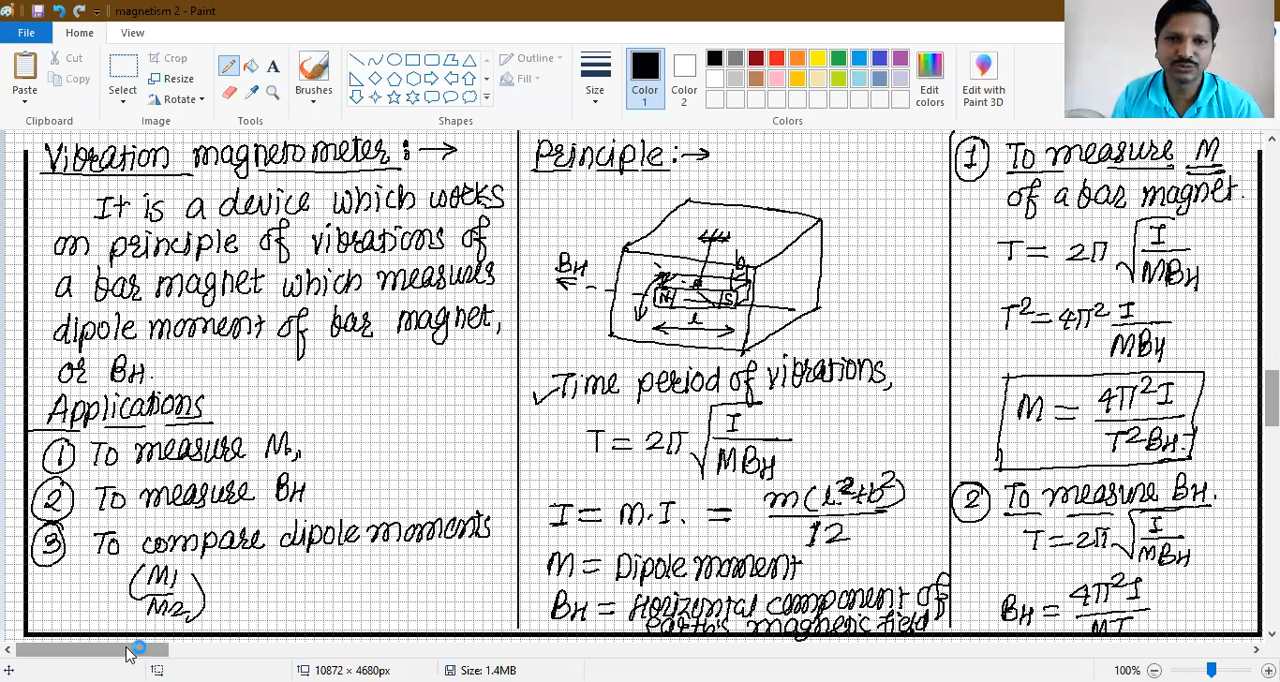 magnetism 2 - Paint
File
Home
View
Paste
Cut
Copy
Clipboard
Select
Crop
Resize
Rotate
Image
Tools
Brushes
Shapes
Outline
Fill
Size
Color 1
Color 2
Colors
Edit colors
Edit with Paint 3D
Vibration magnetometer :→
It is a device which works
on principle of vibrations of
a bar magnet which measures
dipole moment of bar magnet,
or BH.
Applications
① To measure M,
② To measure BH
③ To compare dipole moments
(M1/M2)
Principle :→
BH
b
N S
l
✓Time period of vibrations,
T = 2π √(I/MBH)
I = M.I. = m(l²+b²)/12
M = Dipole moment
BH = Horizontal component of
earth's magnetic field
① To measure M
of a bar magnet.
T = 2π √(I/MBH)
T² = 4π² I/MBH
M = 4π²I/T²BH
② To measure BH.
T = 2π √(I/MBH)
BH = 4π²I/MT
10872 × 4680px
Size: 1.4MB
100%